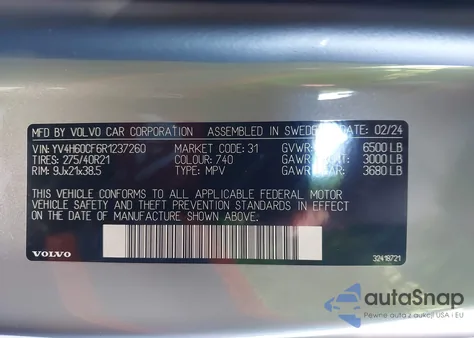 MFD BY VOLVO CAR CORPORATION ASSEMBLED IN SWEDEN DATE: 02/24
VIN: YV4H60CF6R1237260 MARKET CODE: 31 GVWR: 6500 LB
TIRES: 275/40R21 COLOUR: 740 GAWR FRONT: 3000 LB
RIM: 9Jx21x38.5 TYPE: MPV GAWR REAR: 3680 LB
THIS VEHICLE CONFORMS TO ALL APPLICABLE FEDERAL MOTOR
VEHICLE SAFETY AND THEFT PREVENTION STANDARDS IN EFFECT
ON THE DATE OF MANUFACTURE SHOWN ABOVE.
VOLVO 32418721
autoSnap
Pewne auta z aukcji USA i EU